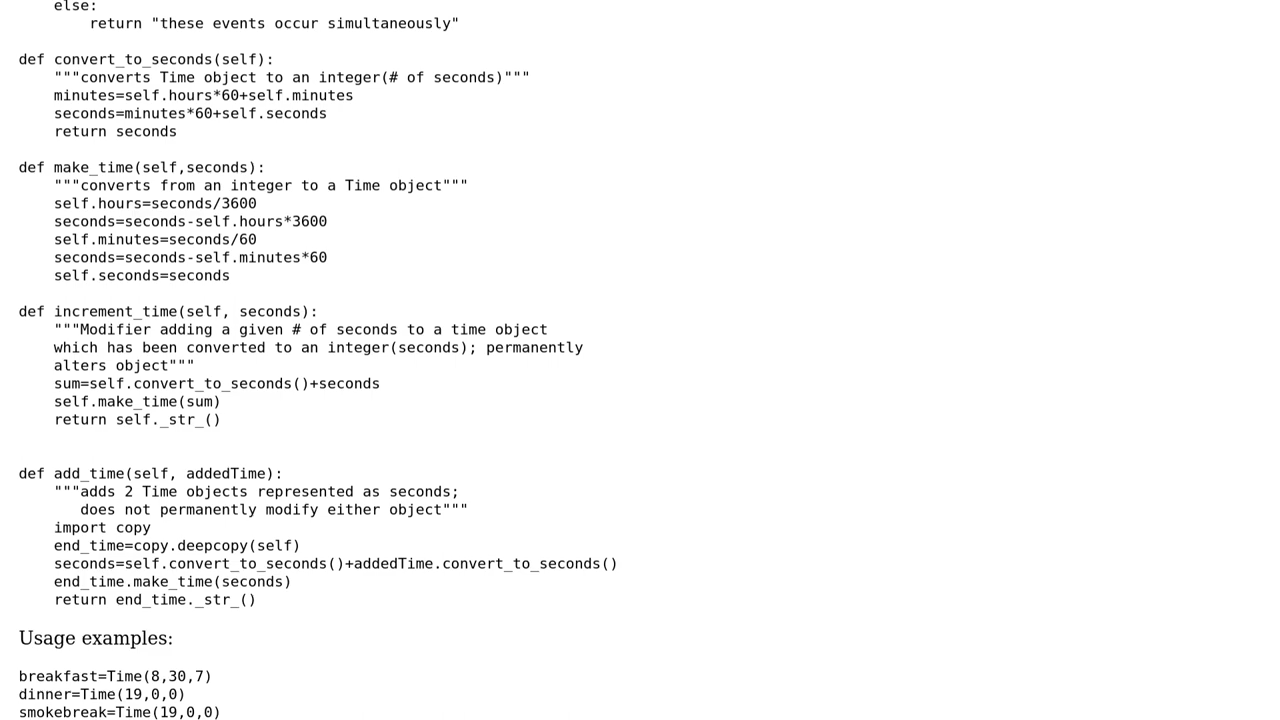 else:
        return "these events occur simultaneously"

def convert_to_seconds(self):
    """converts Time object to an integer(# of seconds)"""
    minutes=self.hours*60+self.minutes
    seconds=minutes*60+self.seconds
    return seconds

def make_time(self,seconds):
    """converts from an integer to a Time object"""
    self.hours=seconds/3600
    seconds=seconds-self.hours*3600
    self.minutes=seconds/60
    seconds=seconds-self.minutes*60
    self.seconds=seconds

def increment_time(self, seconds):
    """Modifier adding a given # of seconds to a time object
    which has been converted to an integer(seconds); permanently
    alters object"""
    sum=self.convert_to_seconds()+seconds
    self.make_time(sum)
    return self._str_()


def add_time(self, addedTime):
    """adds 2 Time objects represented as seconds;
       does not permanently modify either object"""
    import copy
    end_time=copy.deepcopy(self)
    seconds=self.convert_to_seconds()+addedTime.convert_to_seconds()
    end_time.make_time(seconds)
    return end_time._str_()

Usage examples:

breakfast=Time(8,30,7)
dinner=Time(19,0,0)
smokebreak=Time(19,0,0)